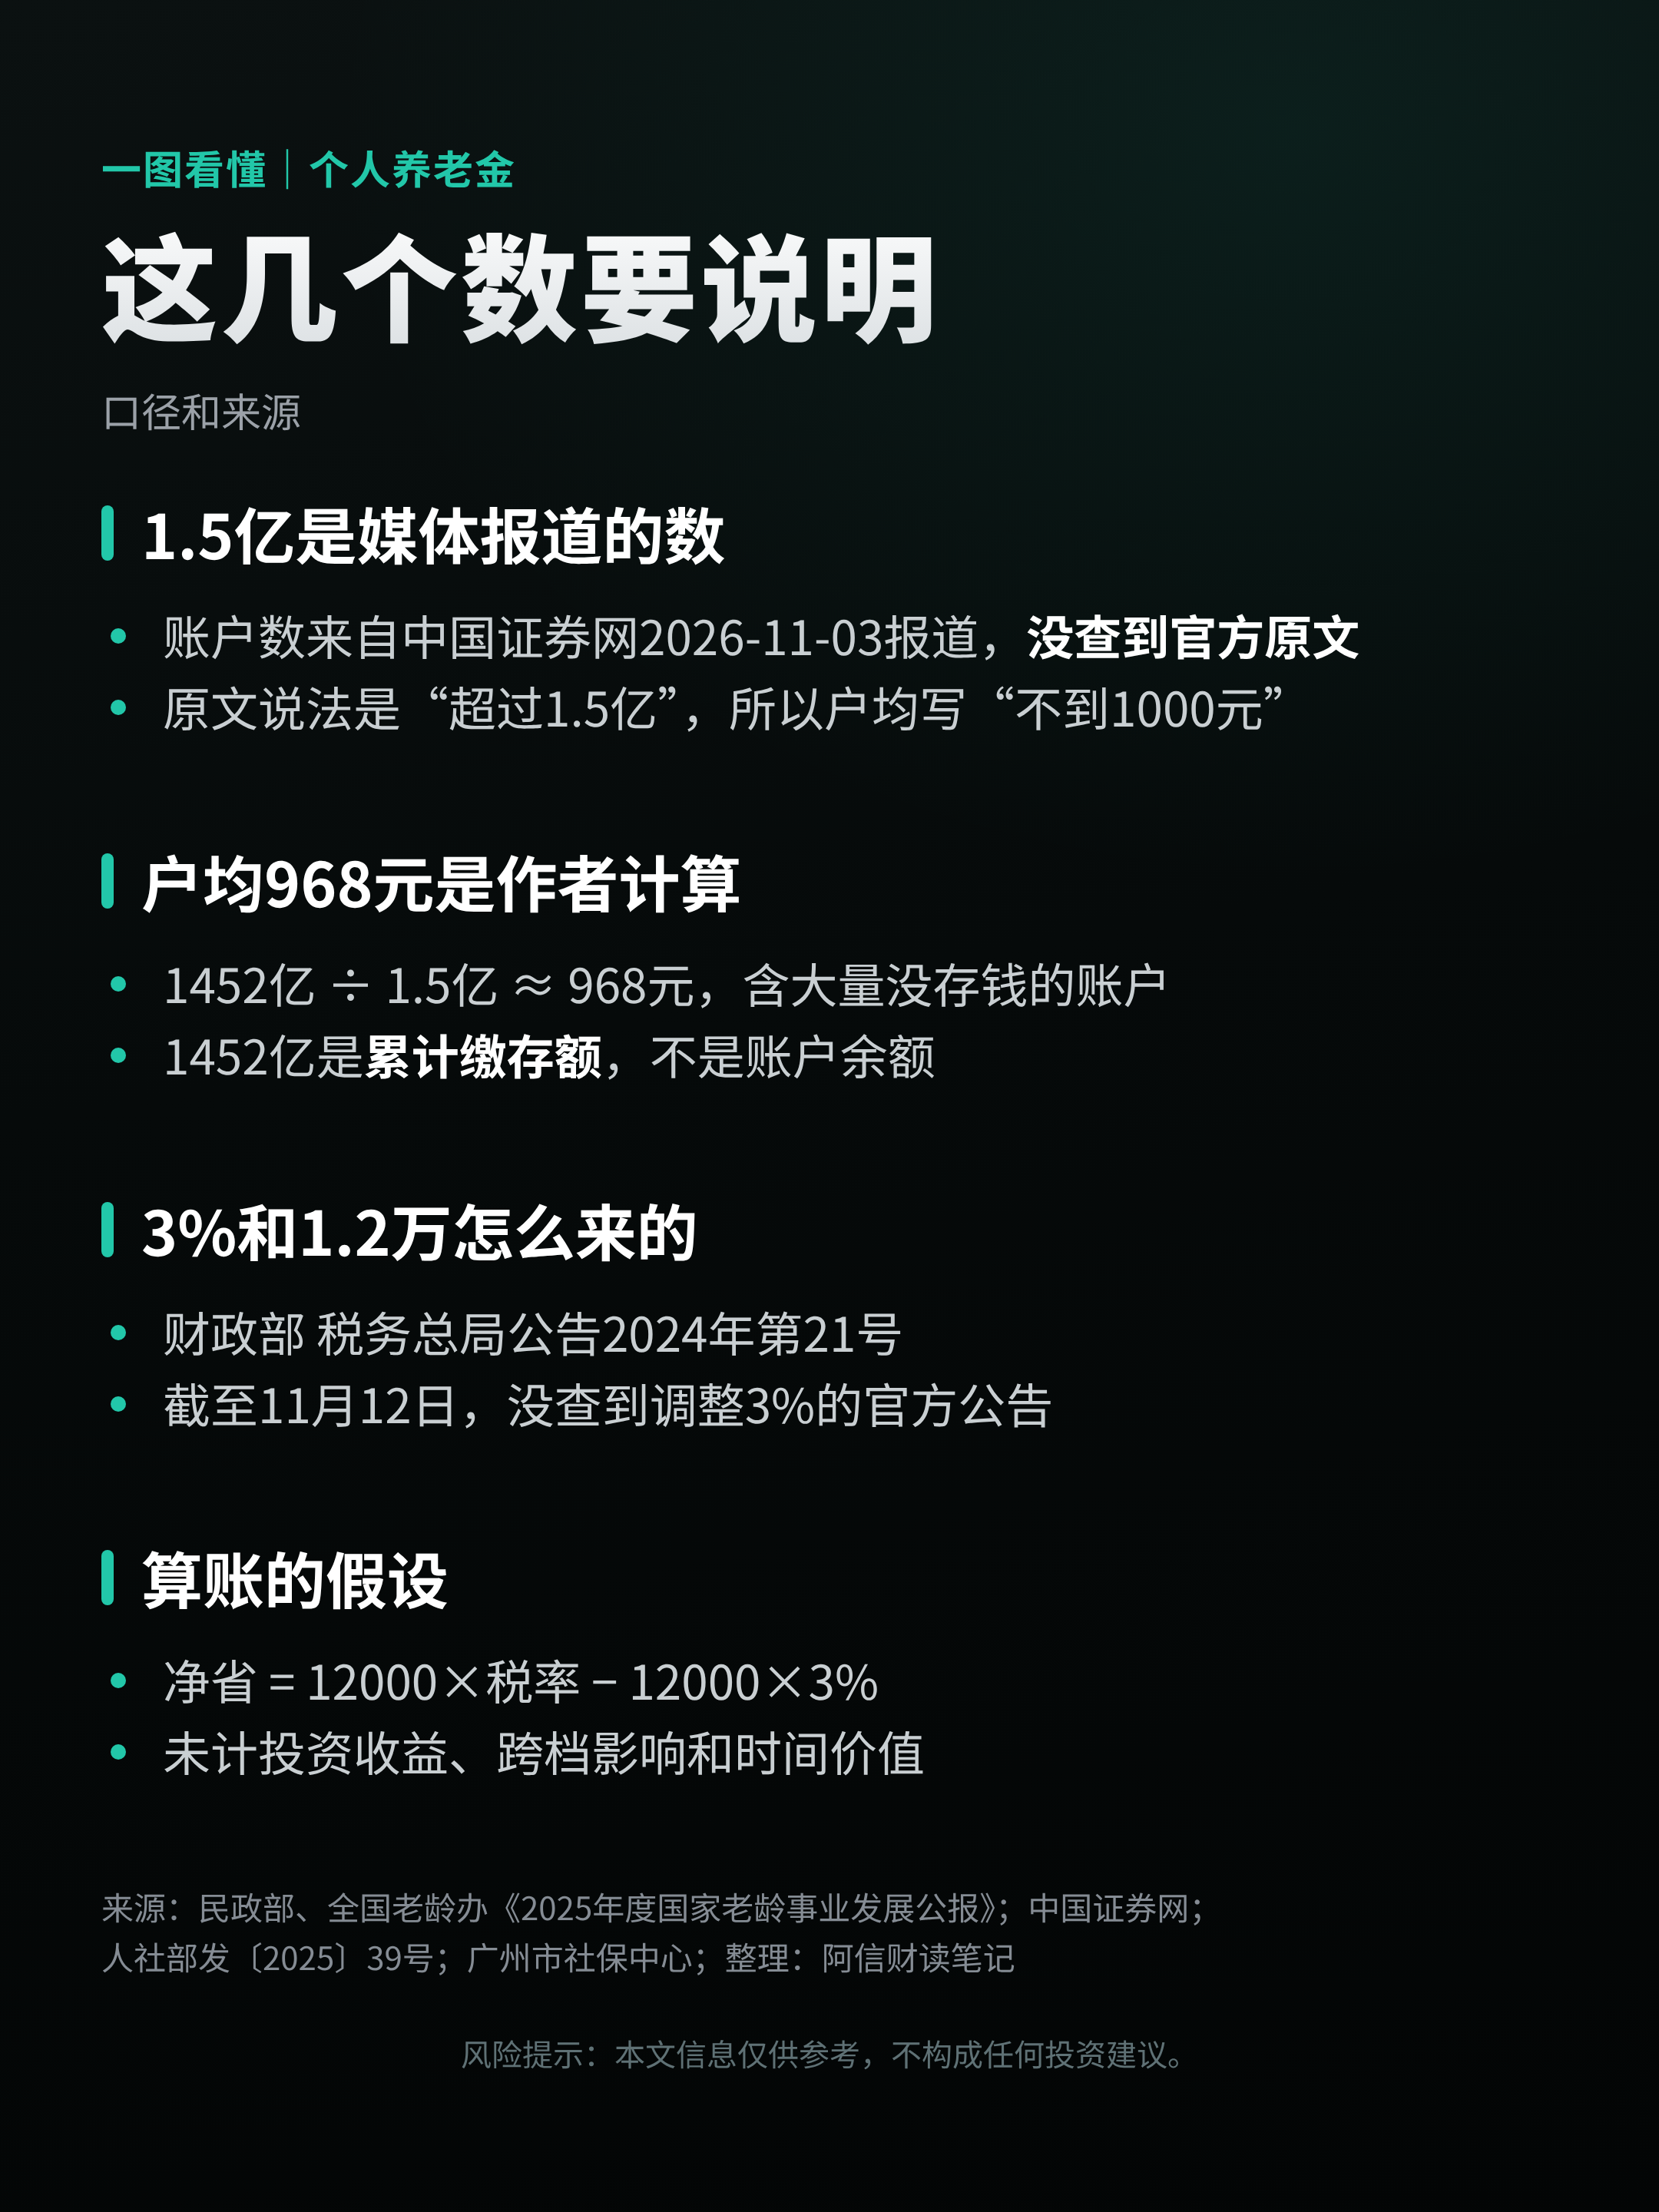 一图看懂｜个人养老金
这几个数要说明
口径和来源
1.5亿是媒体报道的数
账户数来自中国证券网2026-11-03报道，没查到官方原文
原文说法是“超过1.5亿”，所以户均写“不到1000元”
户均968元是作者计算
1452亿 ÷ 1.5亿 ≈ 968元，含大量没存钱的账户
1452亿是累计缴存额，不是账户余额
3%和1.2万怎么来的
财政部 税务总局公告2024年第21号
截至11月12日，没查到调整3%的官方公告
算账的假设
净省 = 12000×税率 − 12000×3%
未计投资收益、跨档影响和时间价值
来源：民政部、全国老龄办《2025年度国家老龄事业发展公报》；中国证券网；
人社部发〔2025〕39号；广州市社保中心；整理：阿信财读笔记
风险提示：本文信息仅供参考，不构成任何投资建议。